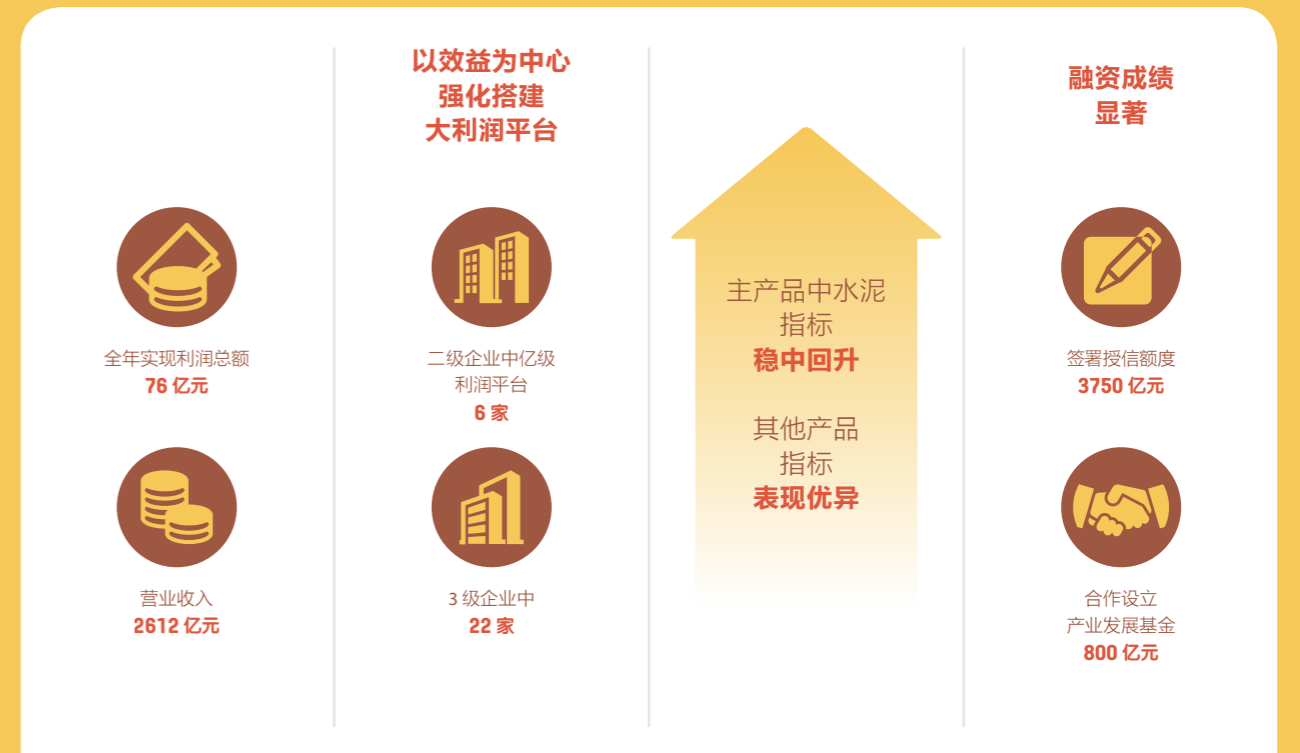 全年实现利润总额
76 亿元
营业收入
2612 亿元
以效益为中心
强化搭建
大利润平台
二级企业中亿级
利润平台
6 家
3 级企业中
22 家
主产品中水泥
指标
稳中回升
其他产品
指标
表现优异
融资成绩
显著
签署授信额度
3750 亿元
合作设立
产业发展基金
800 亿元